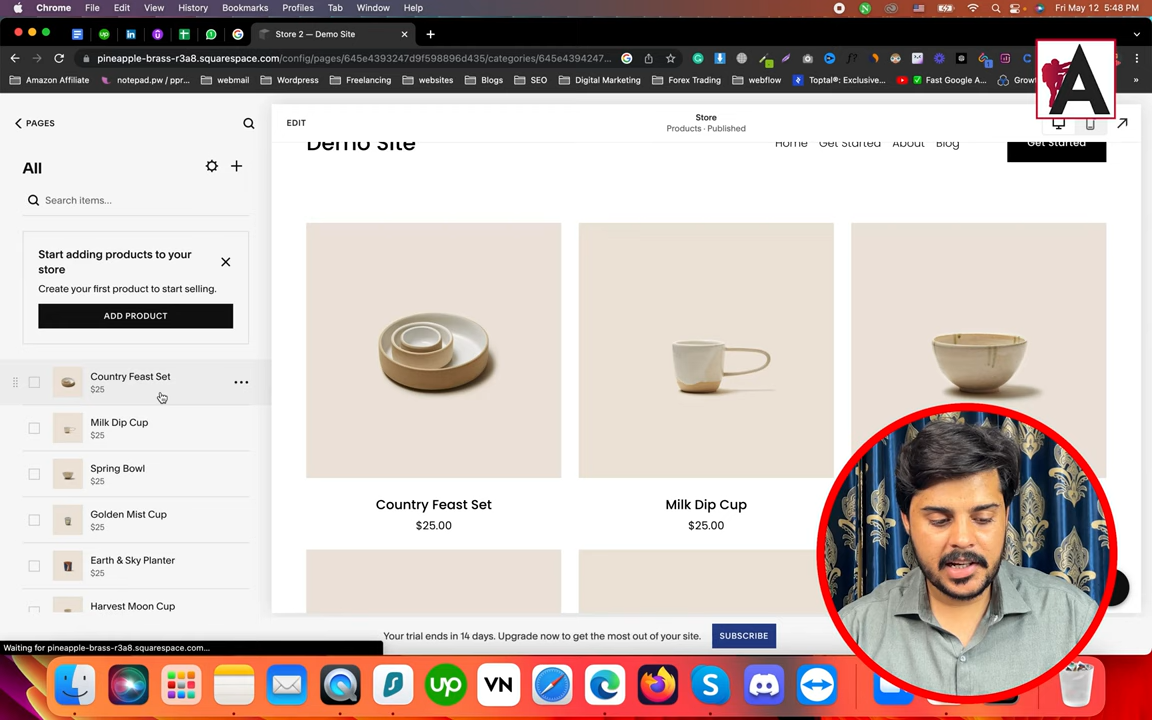 Chrome File Edit View History Bookmarks Profiles Tab Window Help
Fri May 12 5:48 PM
Store 2 – Demo Site
pineapple-brass-r3a8.squarespace.com/config/pages/645e4393247d9f598896d435/categories/645e4394247...
Amazon Affiliate notepad.pw / ppr... webmail Wordpress Freelancing websites Blogs SEO Digital Marketing Forex Trading webflow Toptal: Exclusive... Fast Google A... Grow
A
PAGES
EDIT
Store
Products · Published
Demo Site
Home Get Started About Blog
Get Started
All
Search items...
Start adding products to your
store
Create your first product to start selling.
ADD PRODUCT
Country Feast Set
$25
Milk Dip Cup
$25
Spring Bowl
$25
Golden Mist Cup
$25
Earth & Sky Planter
$25
Harvest Moon Cup
Country Feast Set
$25.00
Milk Dip Cup
$25.00
Your trial ends in 14 days. Upgrade now to get the most out of your site.
SUBSCRIBE
Waiting for pineapple-brass-r3a8.squarespace.com...
up
VN